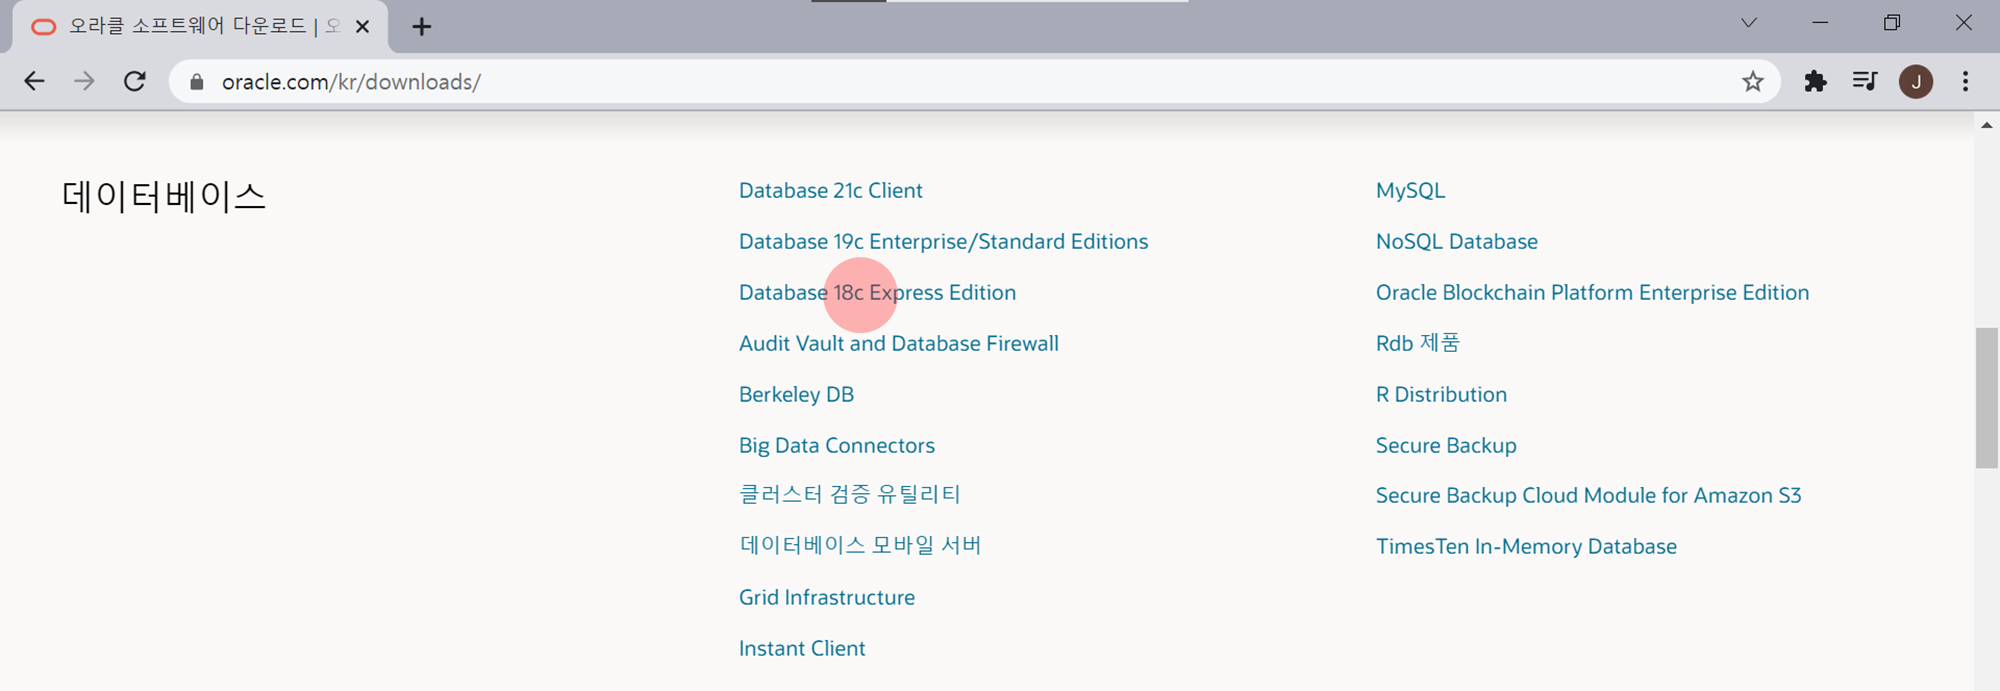 오라클 소프트웨어 다운로드 | 오
oracle.com/kr/downloads/
J
데이터베이스
Database 21c Client
Database 19c Enterprise/Standard Editions
Database 18c Express Edition
Audit Vault and Database Firewall
Berkeley DB
Big Data Connectors
클러스터 검증 유틸리티
데이터베이스 모바일 서버
Grid Infrastructure
Instant Client
MySQL
NoSQL Database
Oracle Blockchain Platform Enterprise Edition
Rdb 제품
R Distribution
Secure Backup
Secure Backup Cloud Module for Amazon S3
TimesTen In-Memory Database